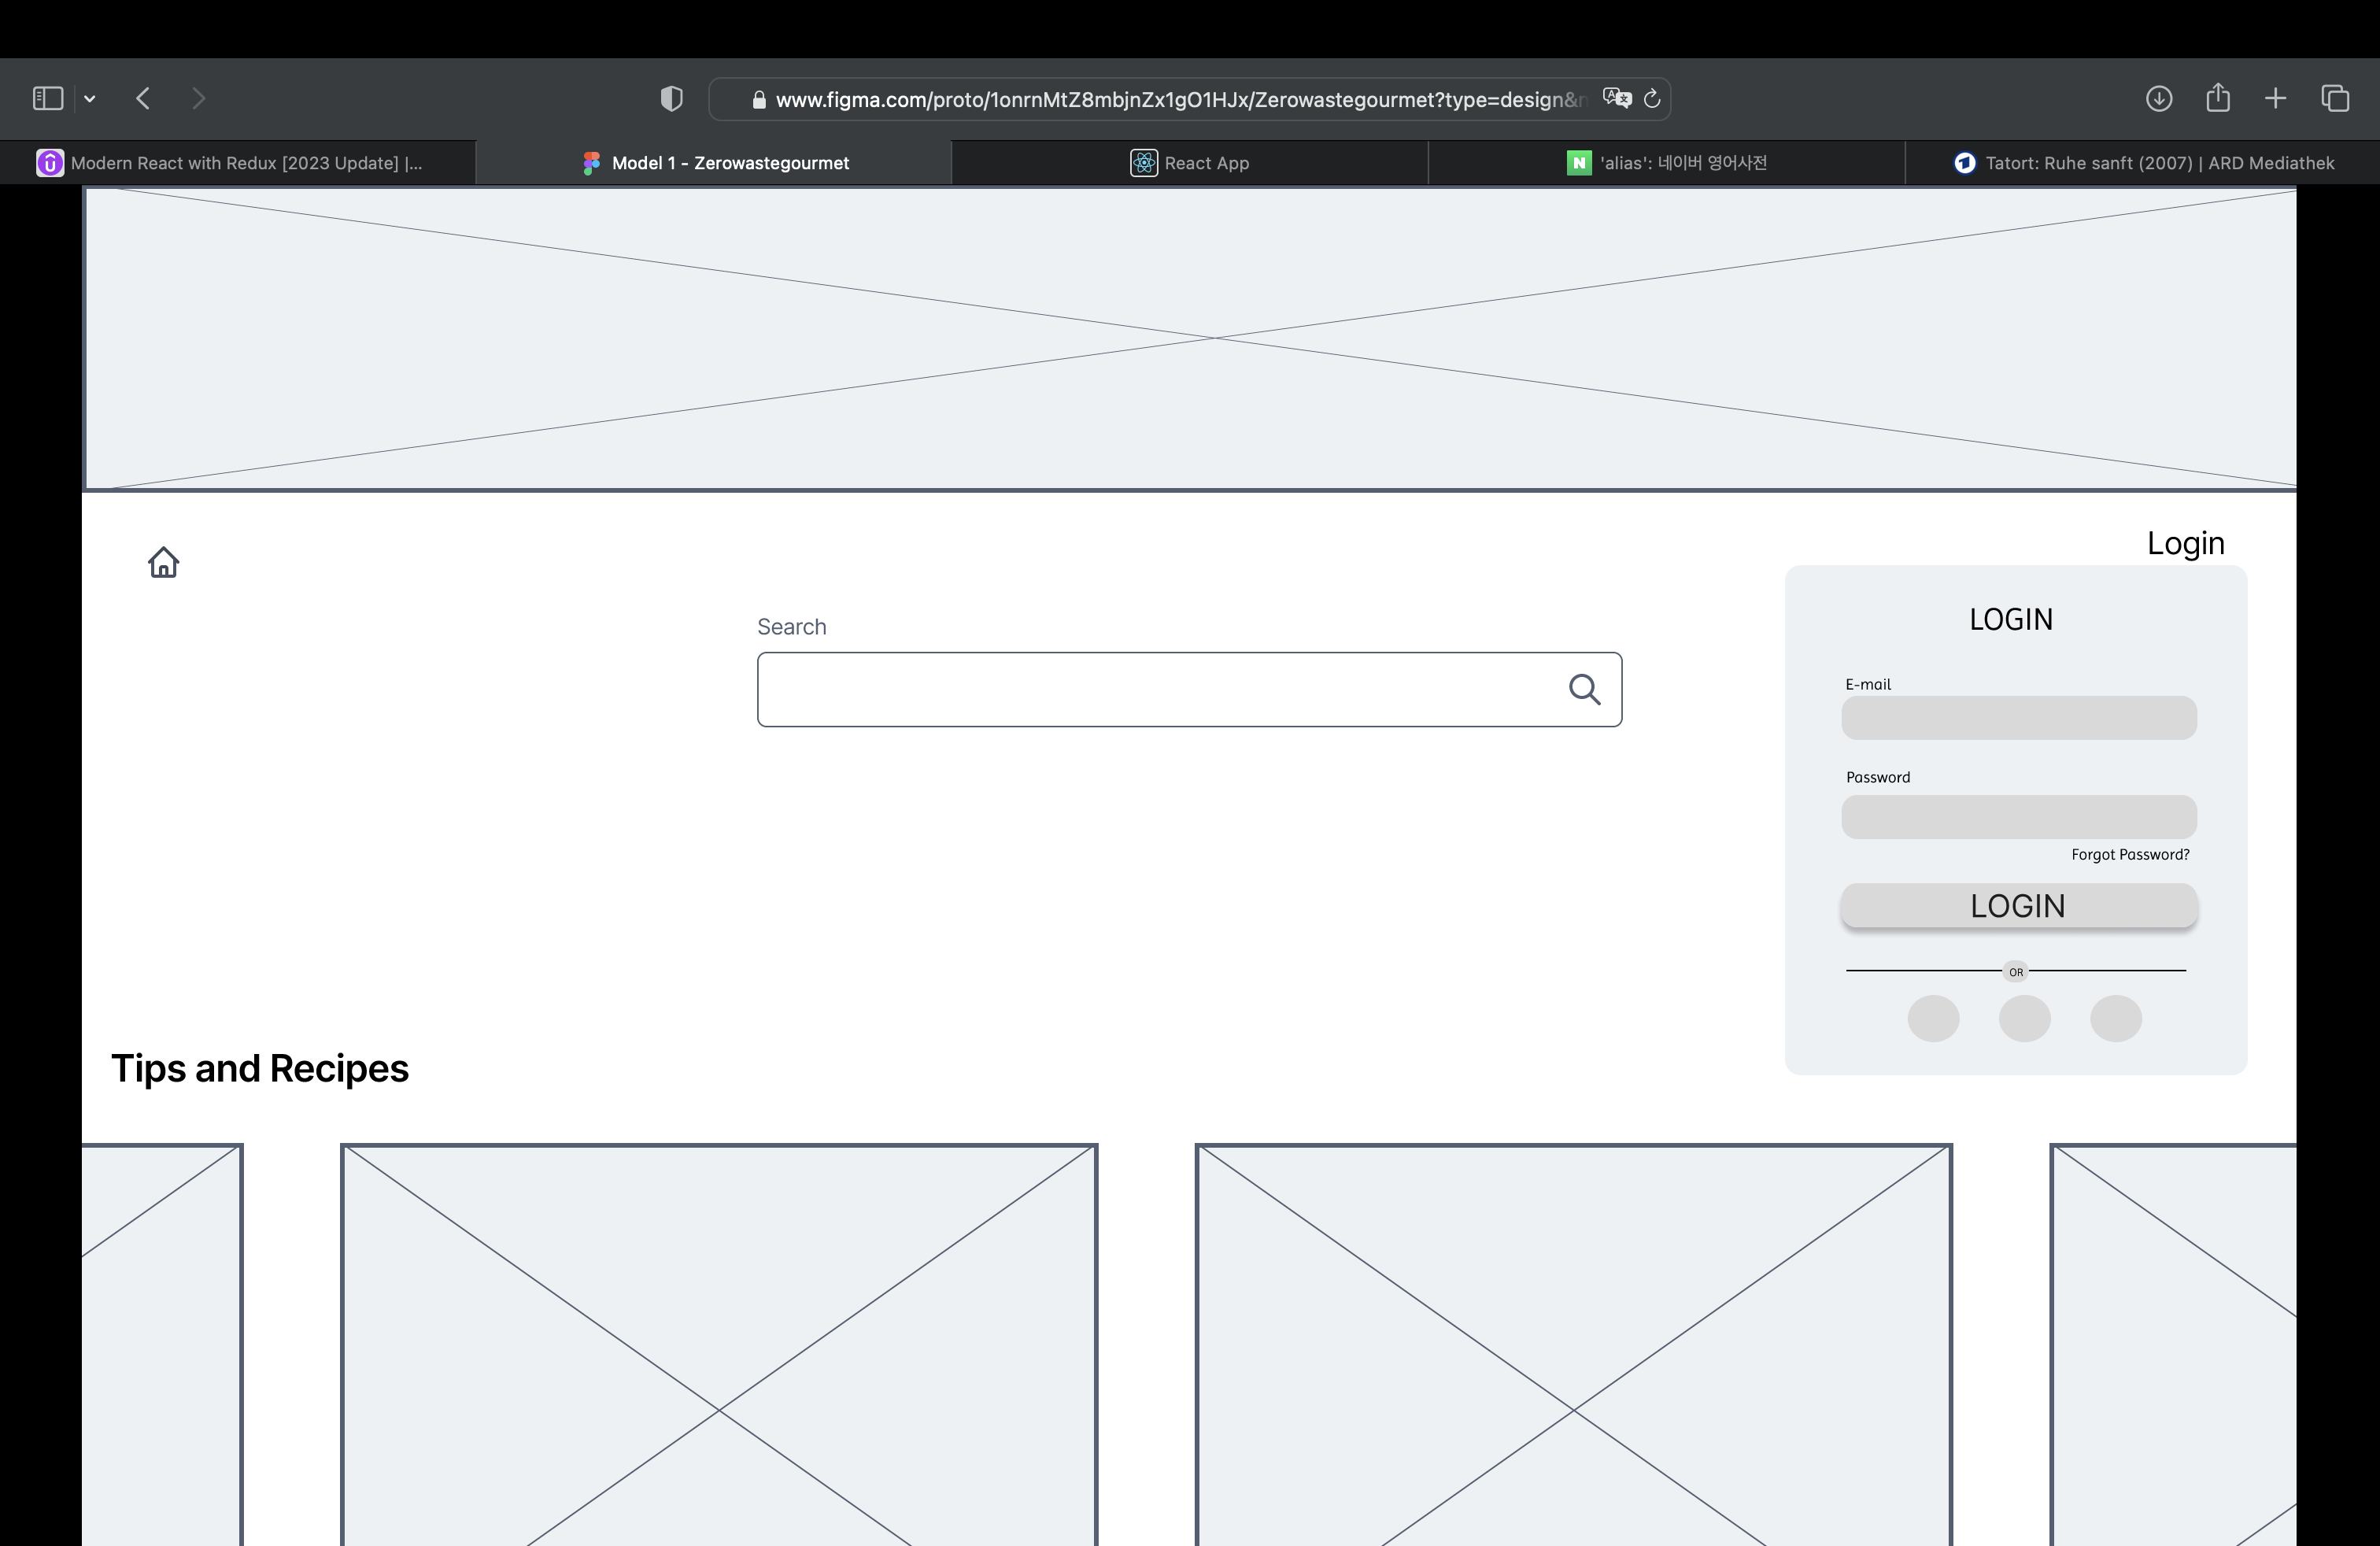 www.figma.com/proto/1onrnMtZ8mbjnZx1gO1HJx/Zerowastegourmet?type=design&n
Modern React with Redux [2023 Update] |...
Model 1 - Zerowastegourmet
React App
N
'alias': 네이버 영어사전
Tatort: Ruhe sanft (2007) | ARD Mediathek
Login
LOGIN
Search
E-mail
Password
Forgot Password?
LOGIN
OR
Tips and Recipes